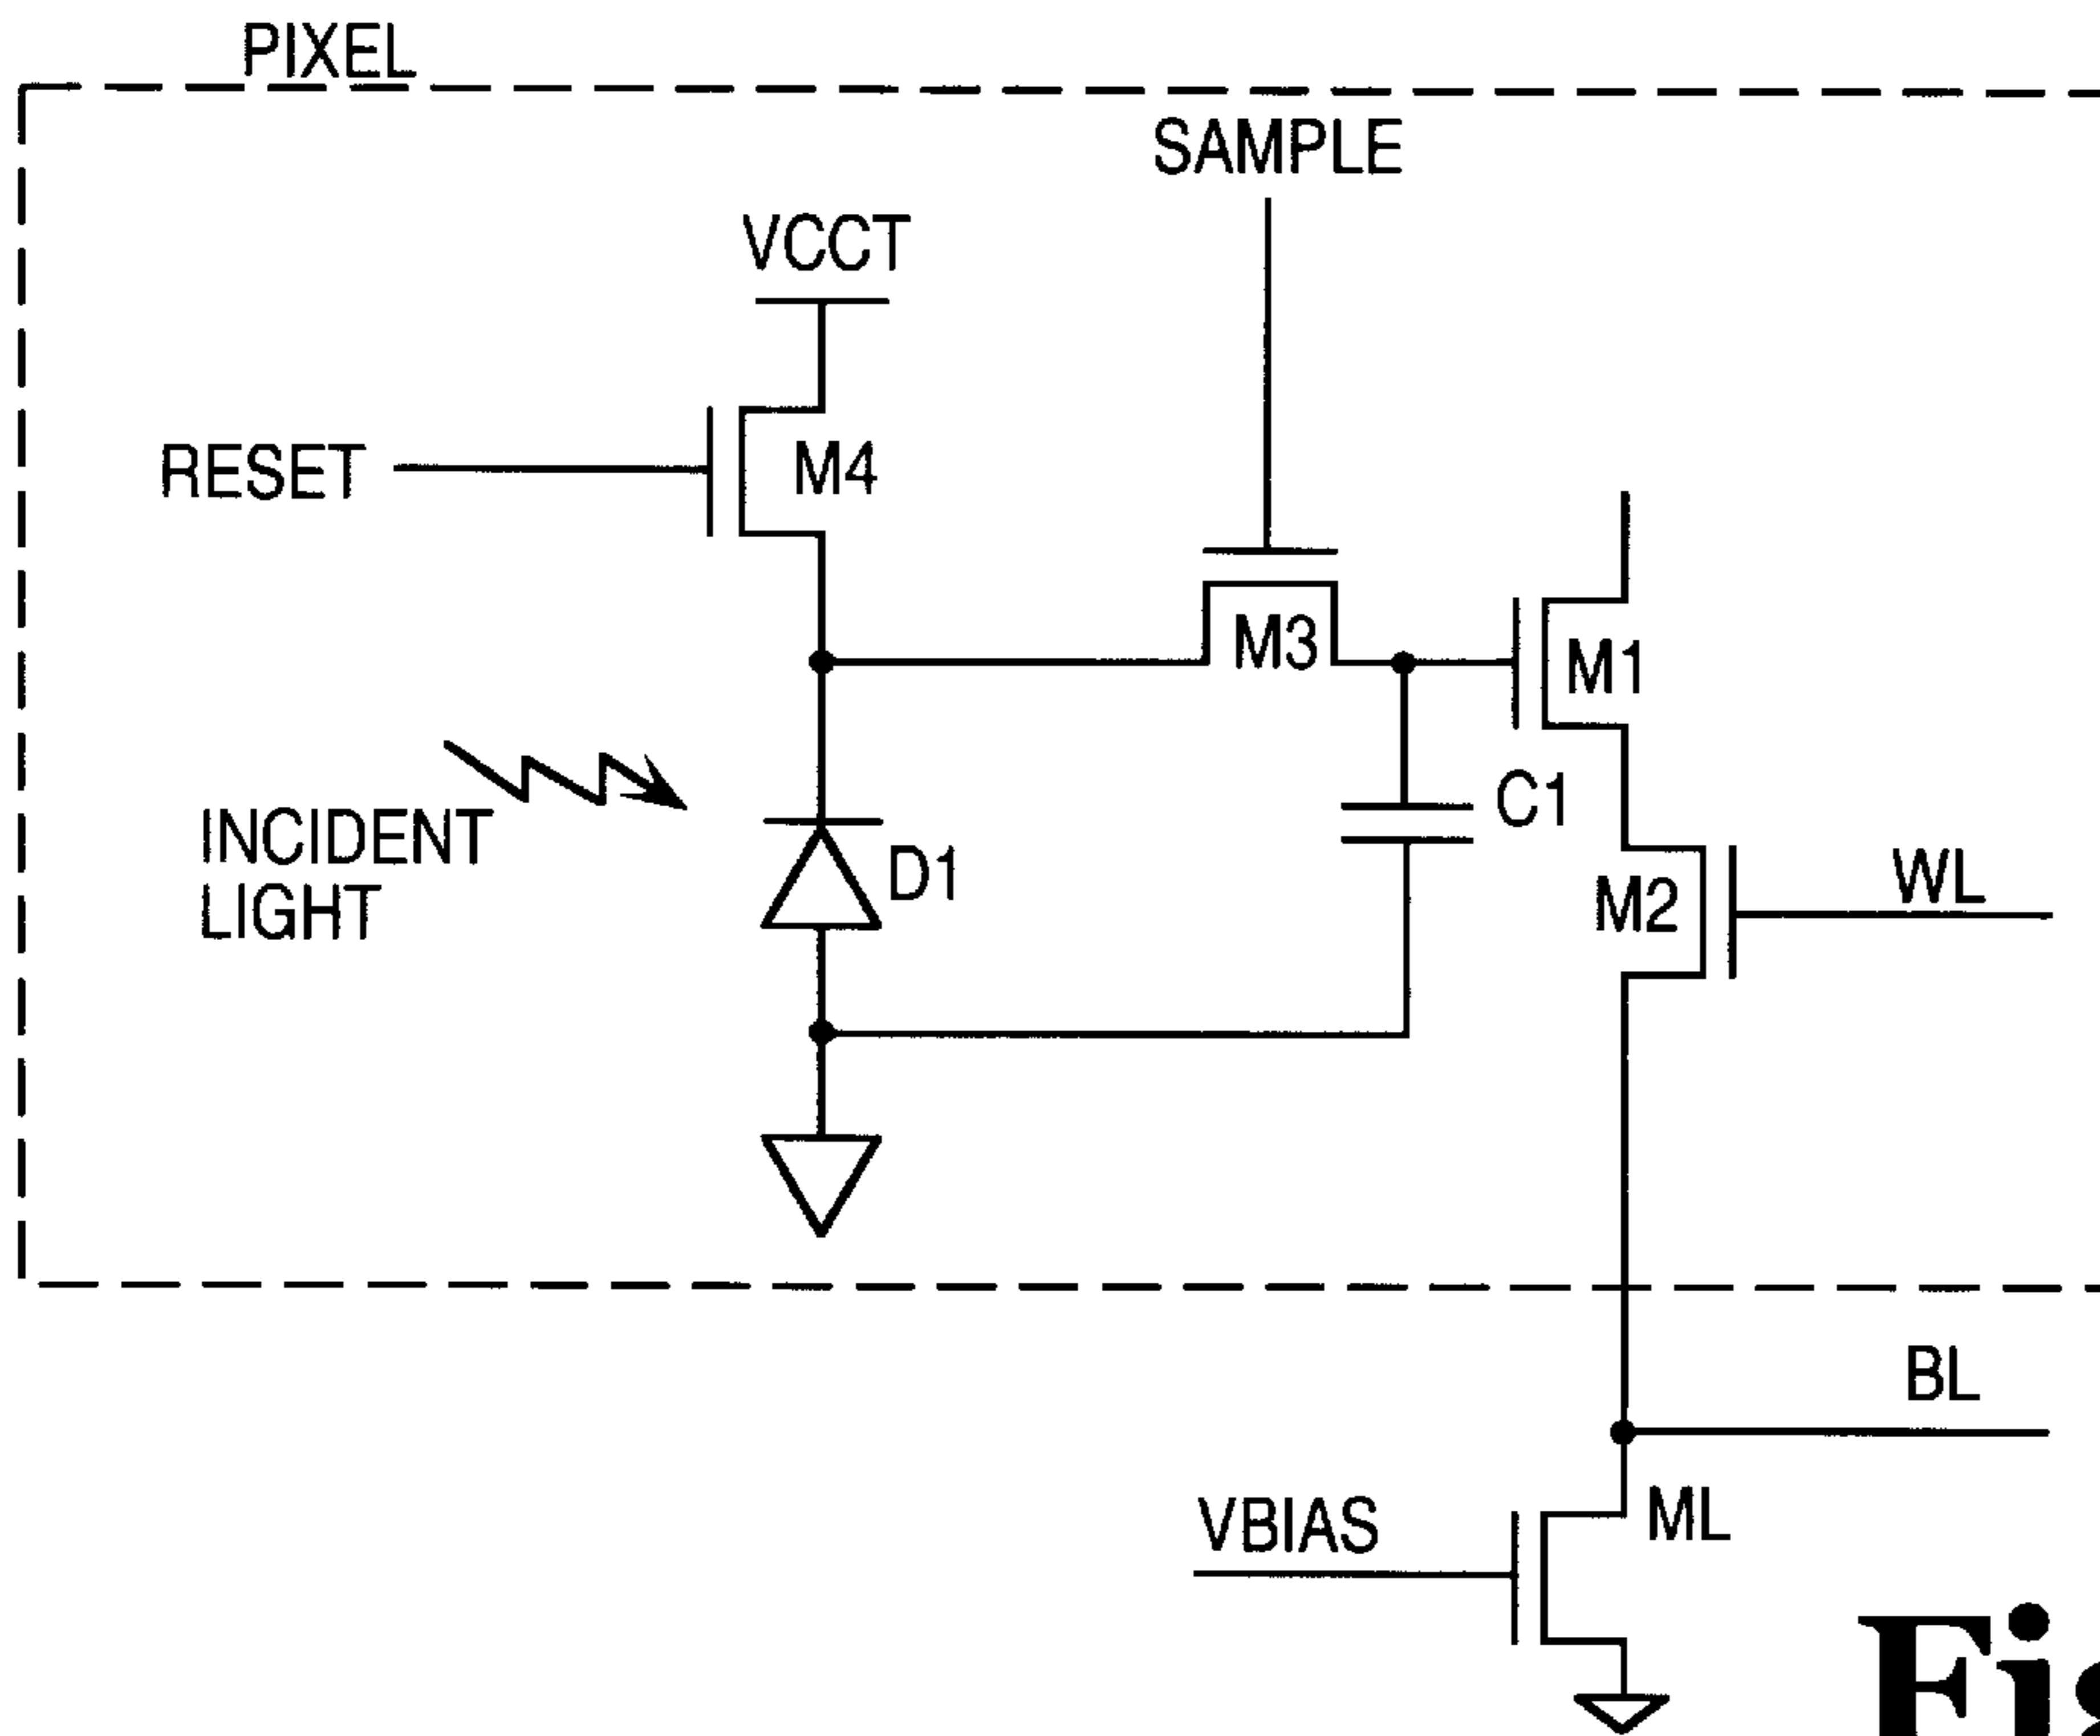 PIXEL
SAMPLE
VCCT
RESET
M4
M3
M1
INCIDENT
LIGHT
D1
C1
M2
WL
BL
VBIAS
ML